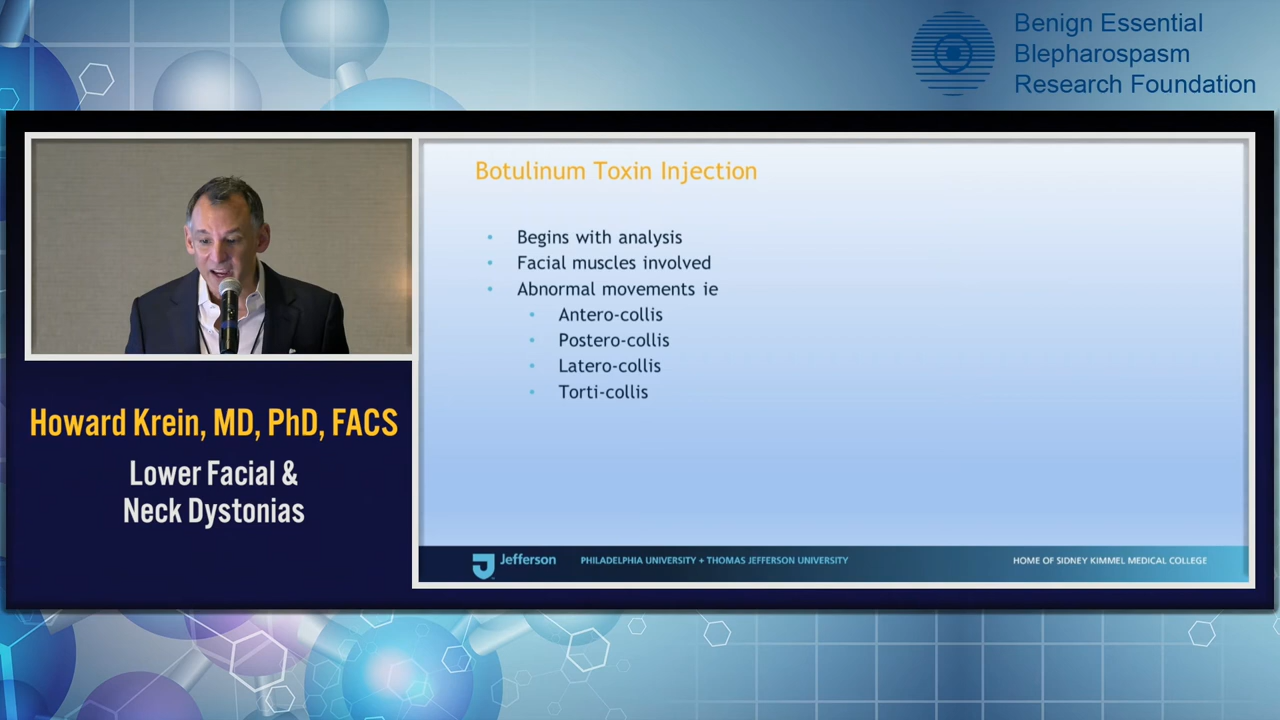 Benign Essential
Blepharospasm
Research Foundation
Botulinum Toxin Injection
• Begins with analysis
• Facial muscles involved
• Abnormal movements ie
• Antero-collis
• Postero-collis
• Latero-collis
• Torti-collis
Howard Krein, MD, PhD, FACS
Lower Facial &
Neck Dystonias
Jefferson
PHILADELPHIA UNIVERSITY + THOMAS JEFFERSON UNIVERSITY
HOME OF SIDNEY KIMMEL MEDICAL COLLEGE